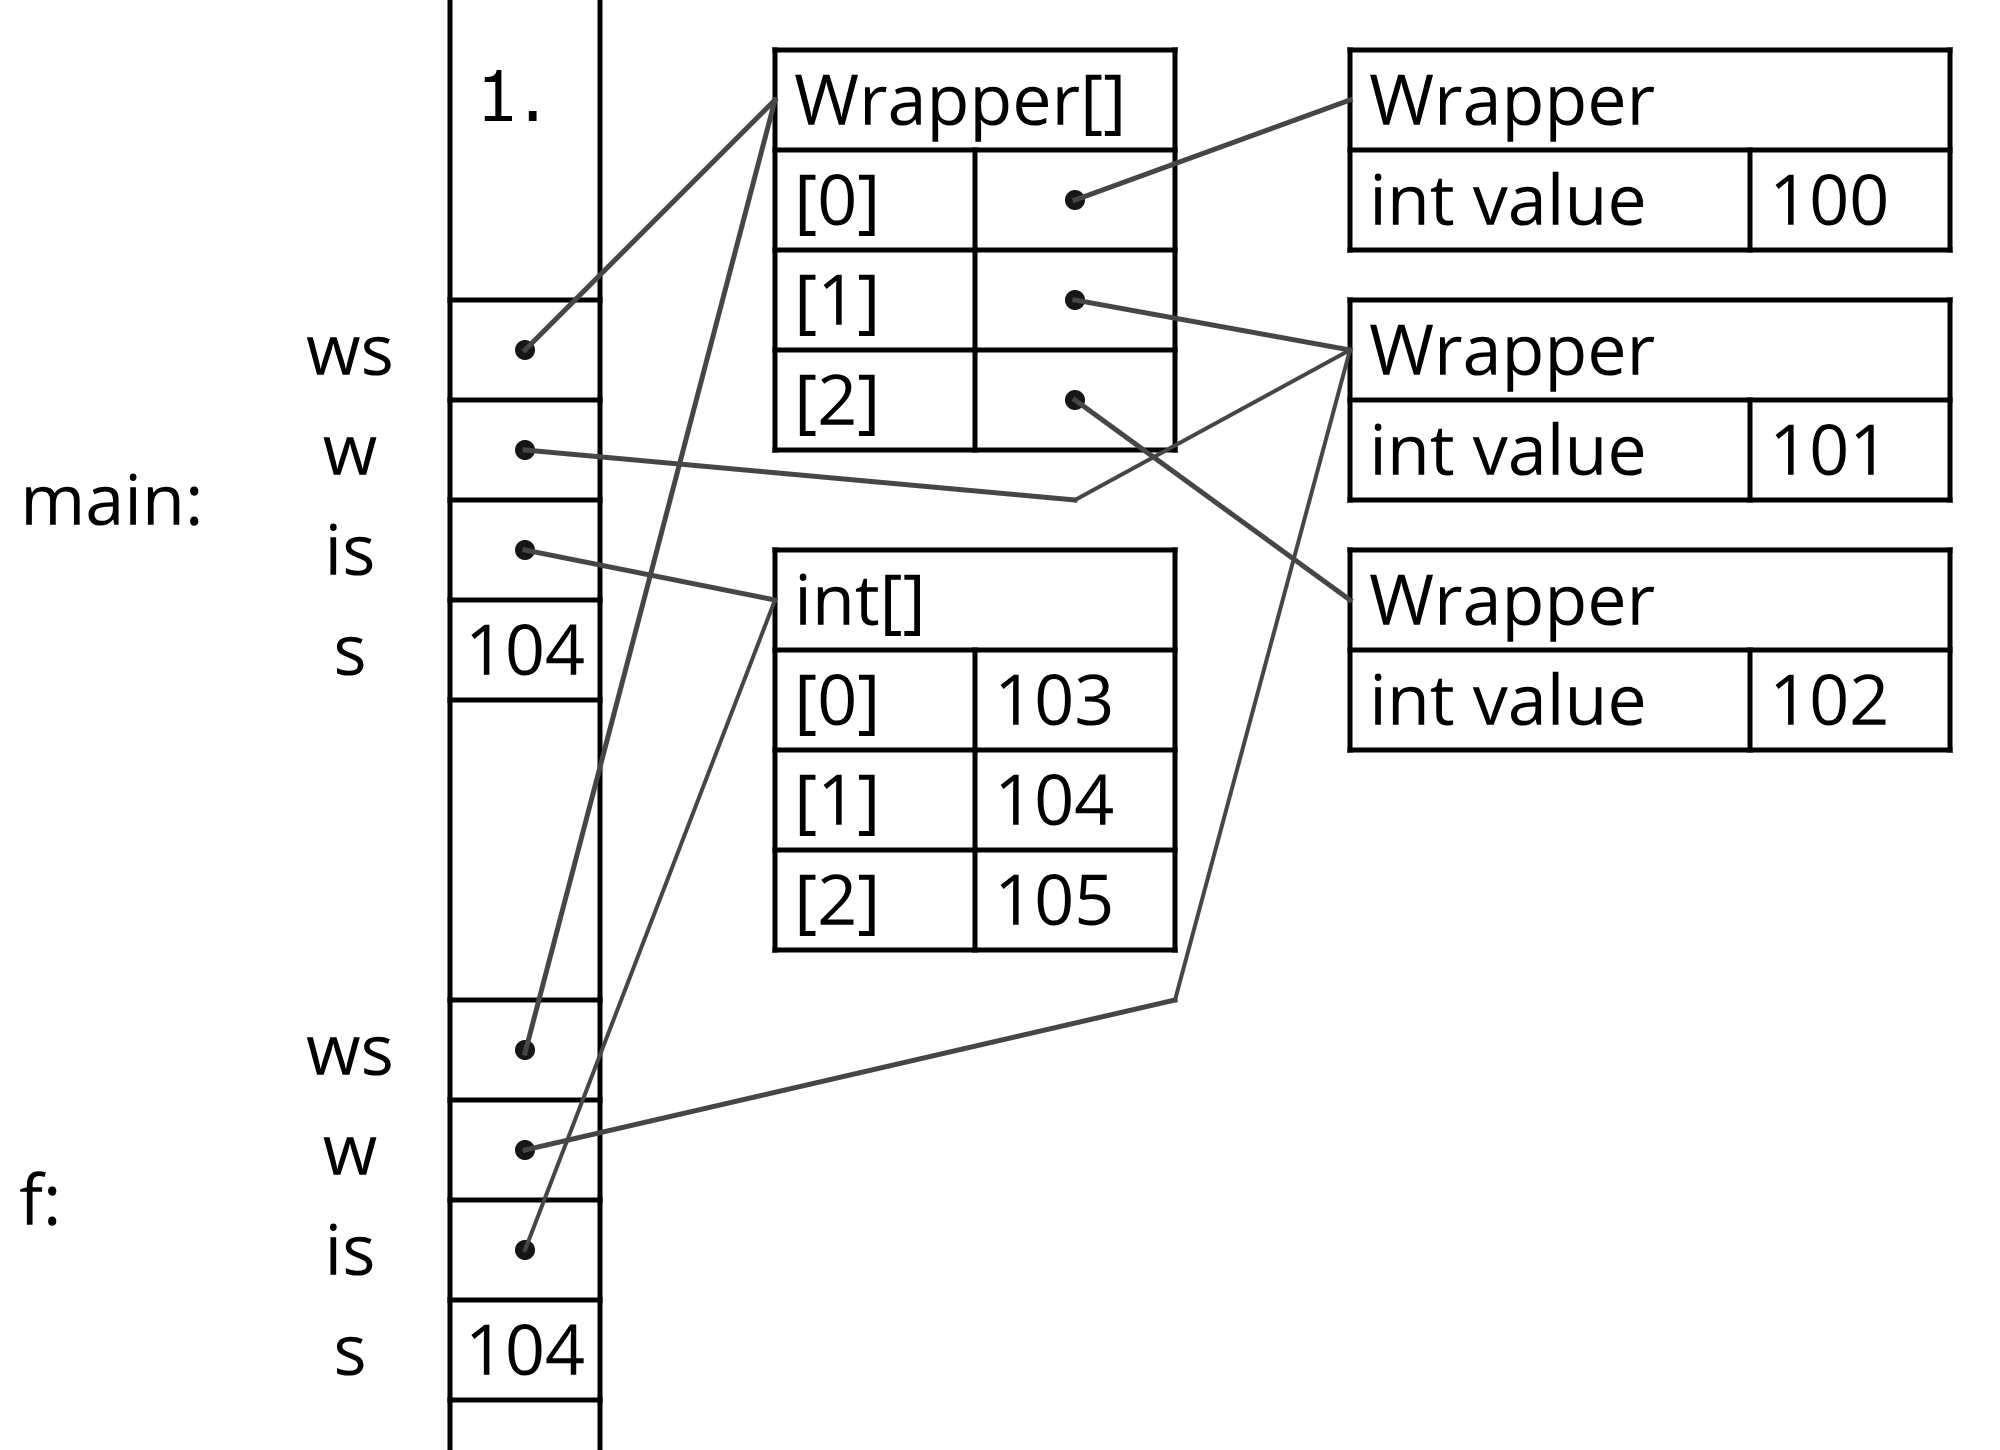 1.
main:
ws
w
is
s 104
f:
ws
w
is
s 104
Wrapper[]
[0]
[1]
[2]
int[]
[0] 103
[1] 104
[2] 105
Wrapper
int value 100
Wrapper
int value 101
Wrapper
int value 102